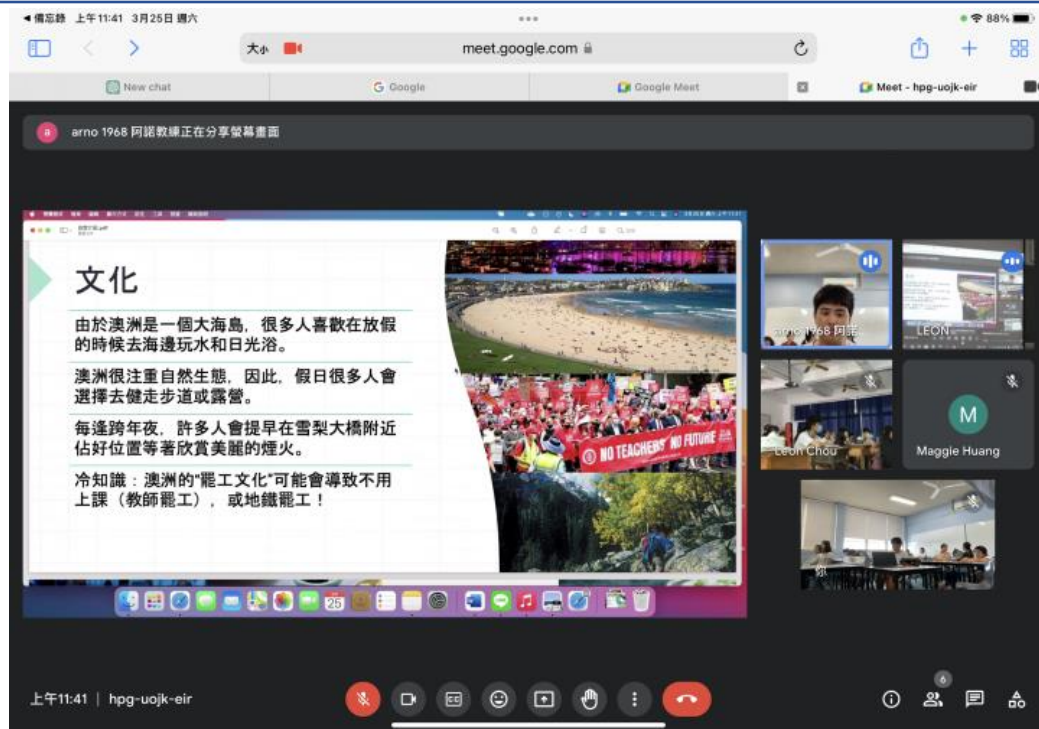 ◀備忘錄 上午11:41 3月25日 週六
88%
大小 meet.google.com
New chat
Google
Google Meet
Meet - hpg-uojk-eir
a arno 1968 阿諾教練正在分享螢幕畫面
文化
由於澳洲是一個大海島，很多人喜歡在放假
的時候去海邊玩水和日光浴。
澳洲很注重自然生態，因此，假日很多人會
選擇去健走步道或露營。
每逢跨年夜，許多人會提早在雪梨大橋附近
佔好位置等著欣賞美麗的煙火。
冷知識：澳洲的“罷工文化”可能會導致不用
上課（教師罷工），或地鐵罷工！
NO TEACHERS NO FUTURE
25
arno 1968 阿諾
LEON
Leon Chou
M
Maggie Huang
你
上午11:41 | hpg-uojk-eir
CC
6